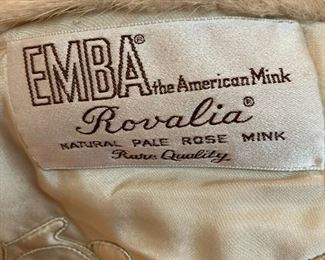 EMBA® the American Mink
Rovalia®
NATURAL PALE ROSE MINK
Rare Quality